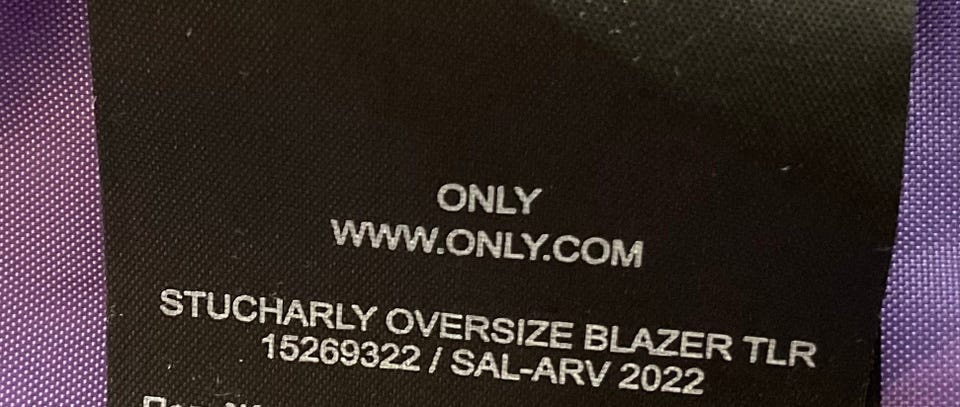 ONLY
WWW.ONLY.COM
STUCHARLY OVERSIZE BLAZER TLR
15269322 / SAL-ARV 2022